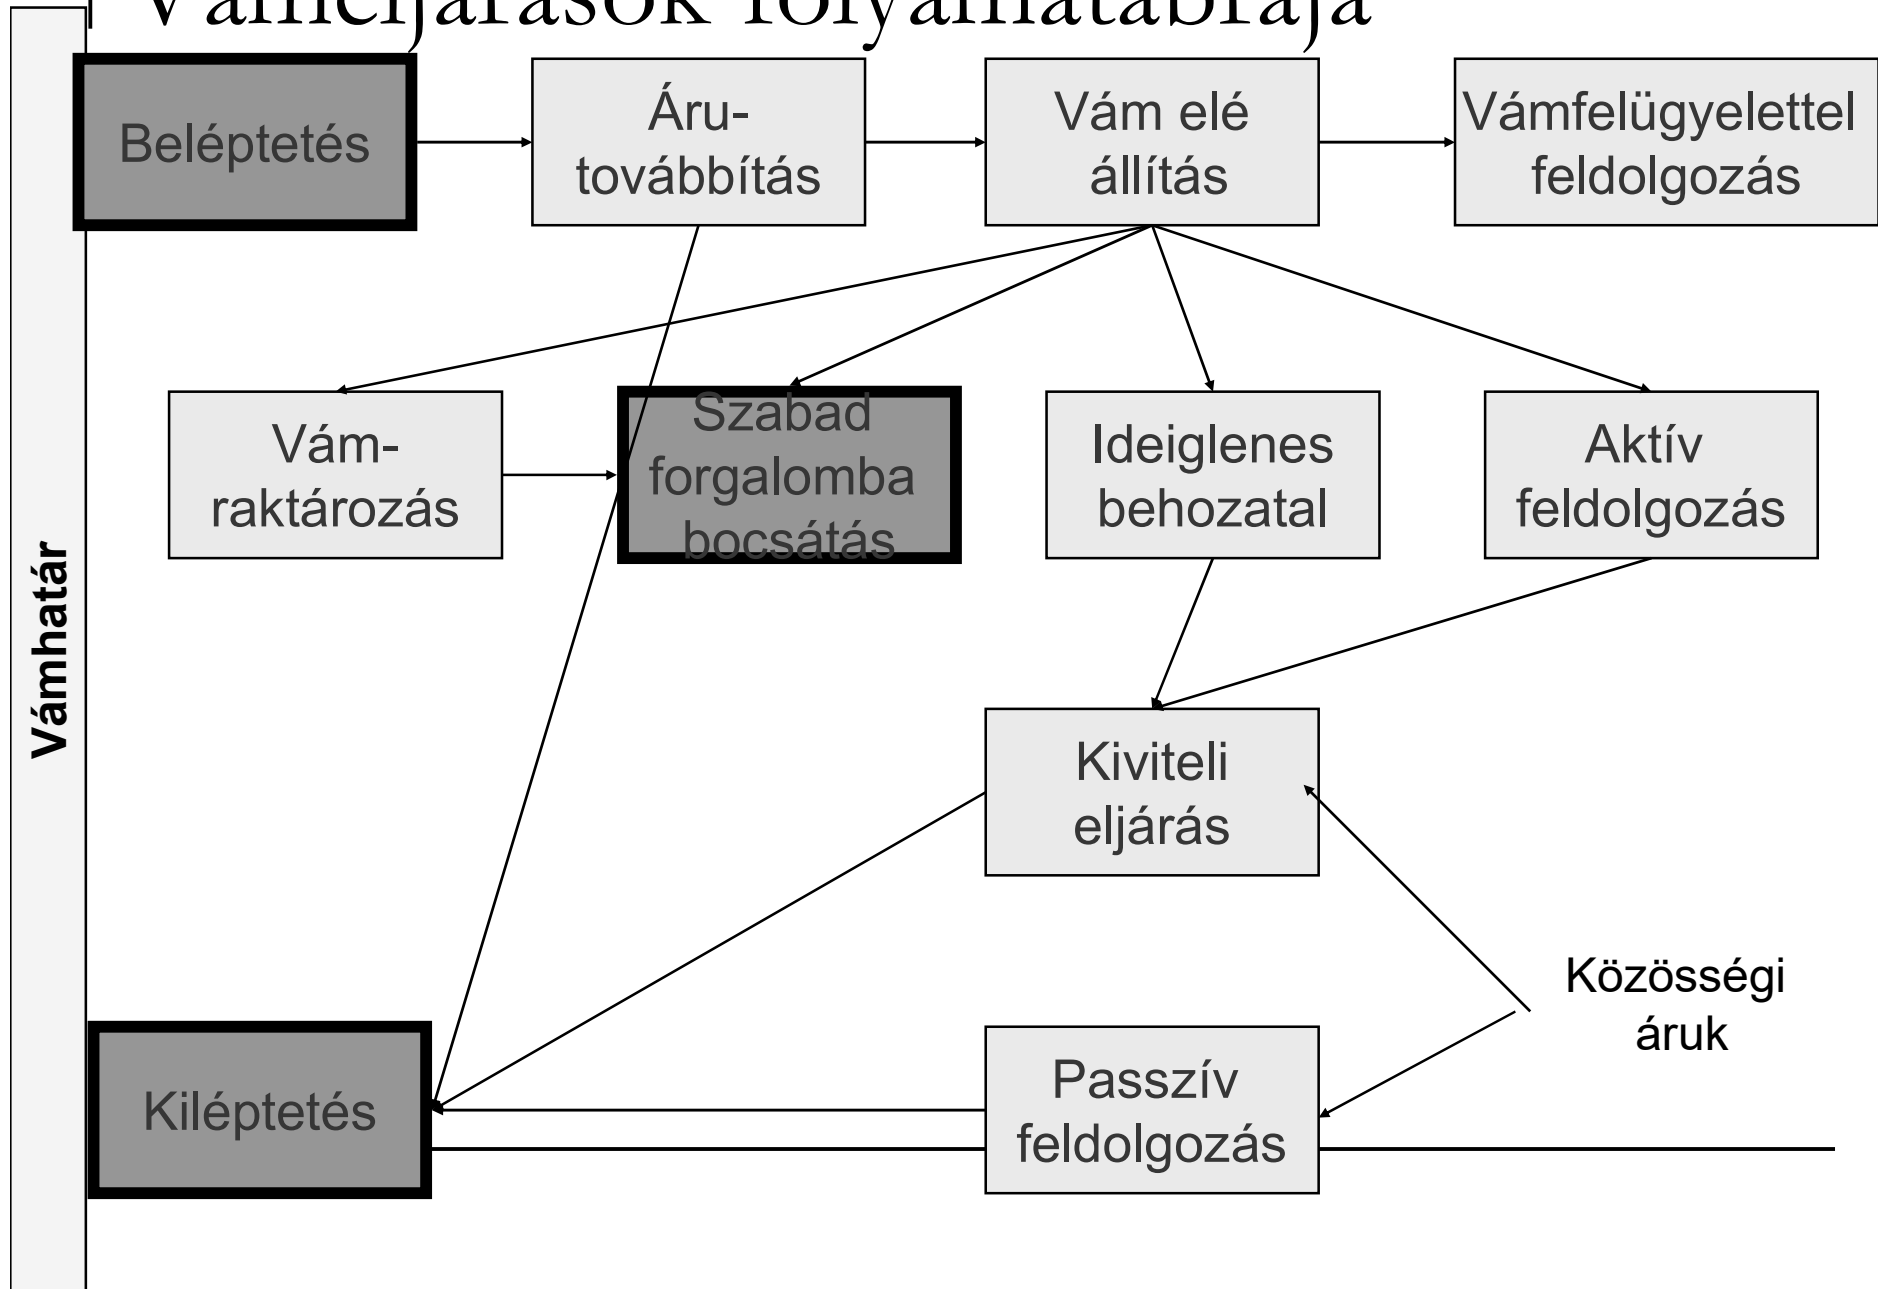 Vámeljárások folyamatábrája
Beléptetés
Áru-
továbbítás
Vám elé
állítás
Vámfelügyelettel
feldolgozás
Vám-
raktározás
Szabad
forgalomba
bocsátás
Ideiglenes
behozatal
Aktív
feldolgozás
Vámhatár
Kiviteli
eljárás
Közösségi
áruk
Kiléptetés
Passzív
feldolgozás